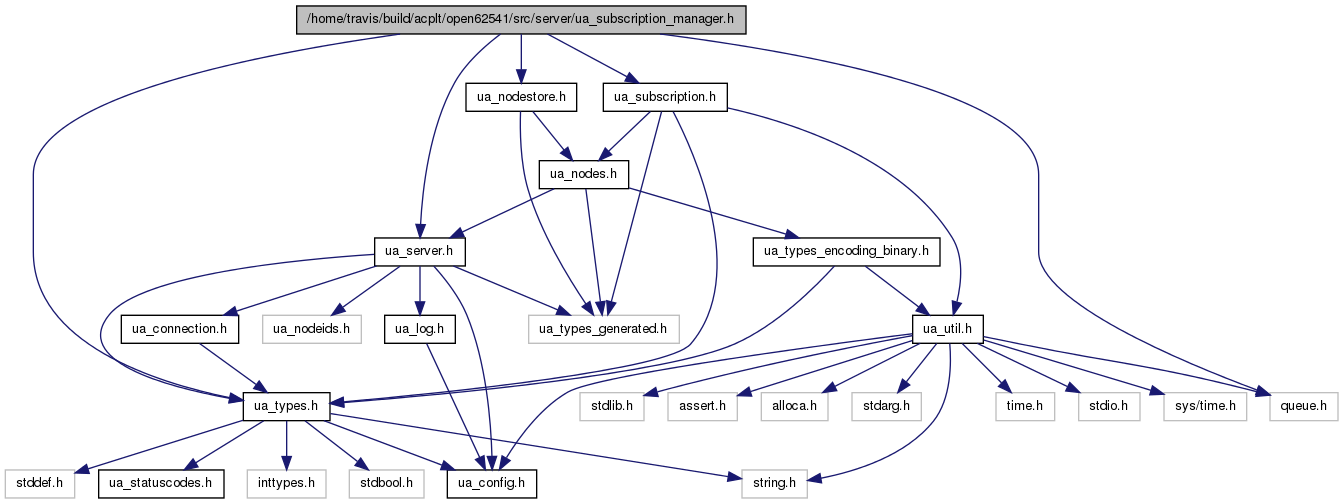 /home/travis/build/acplt/open62541/src/server/ua_subscription_manager.h
ua_nodestore.h
ua_subscription.h
ua_nodes.h
ua_server.h
ua_types_encoding_binary.h
ua_connection.h
ua_nodeids.h
ua_log.h
ua_types_generated.h
ua_util.h
ua_types.h
stdlib.h
assert.h
alloca.h
stdarg.h
time.h
stdio.h
sys/time.h
queue.h
stddef.h
ua_statuscodes.h
inttypes.h
stdbool.h
ua_config.h
string.h